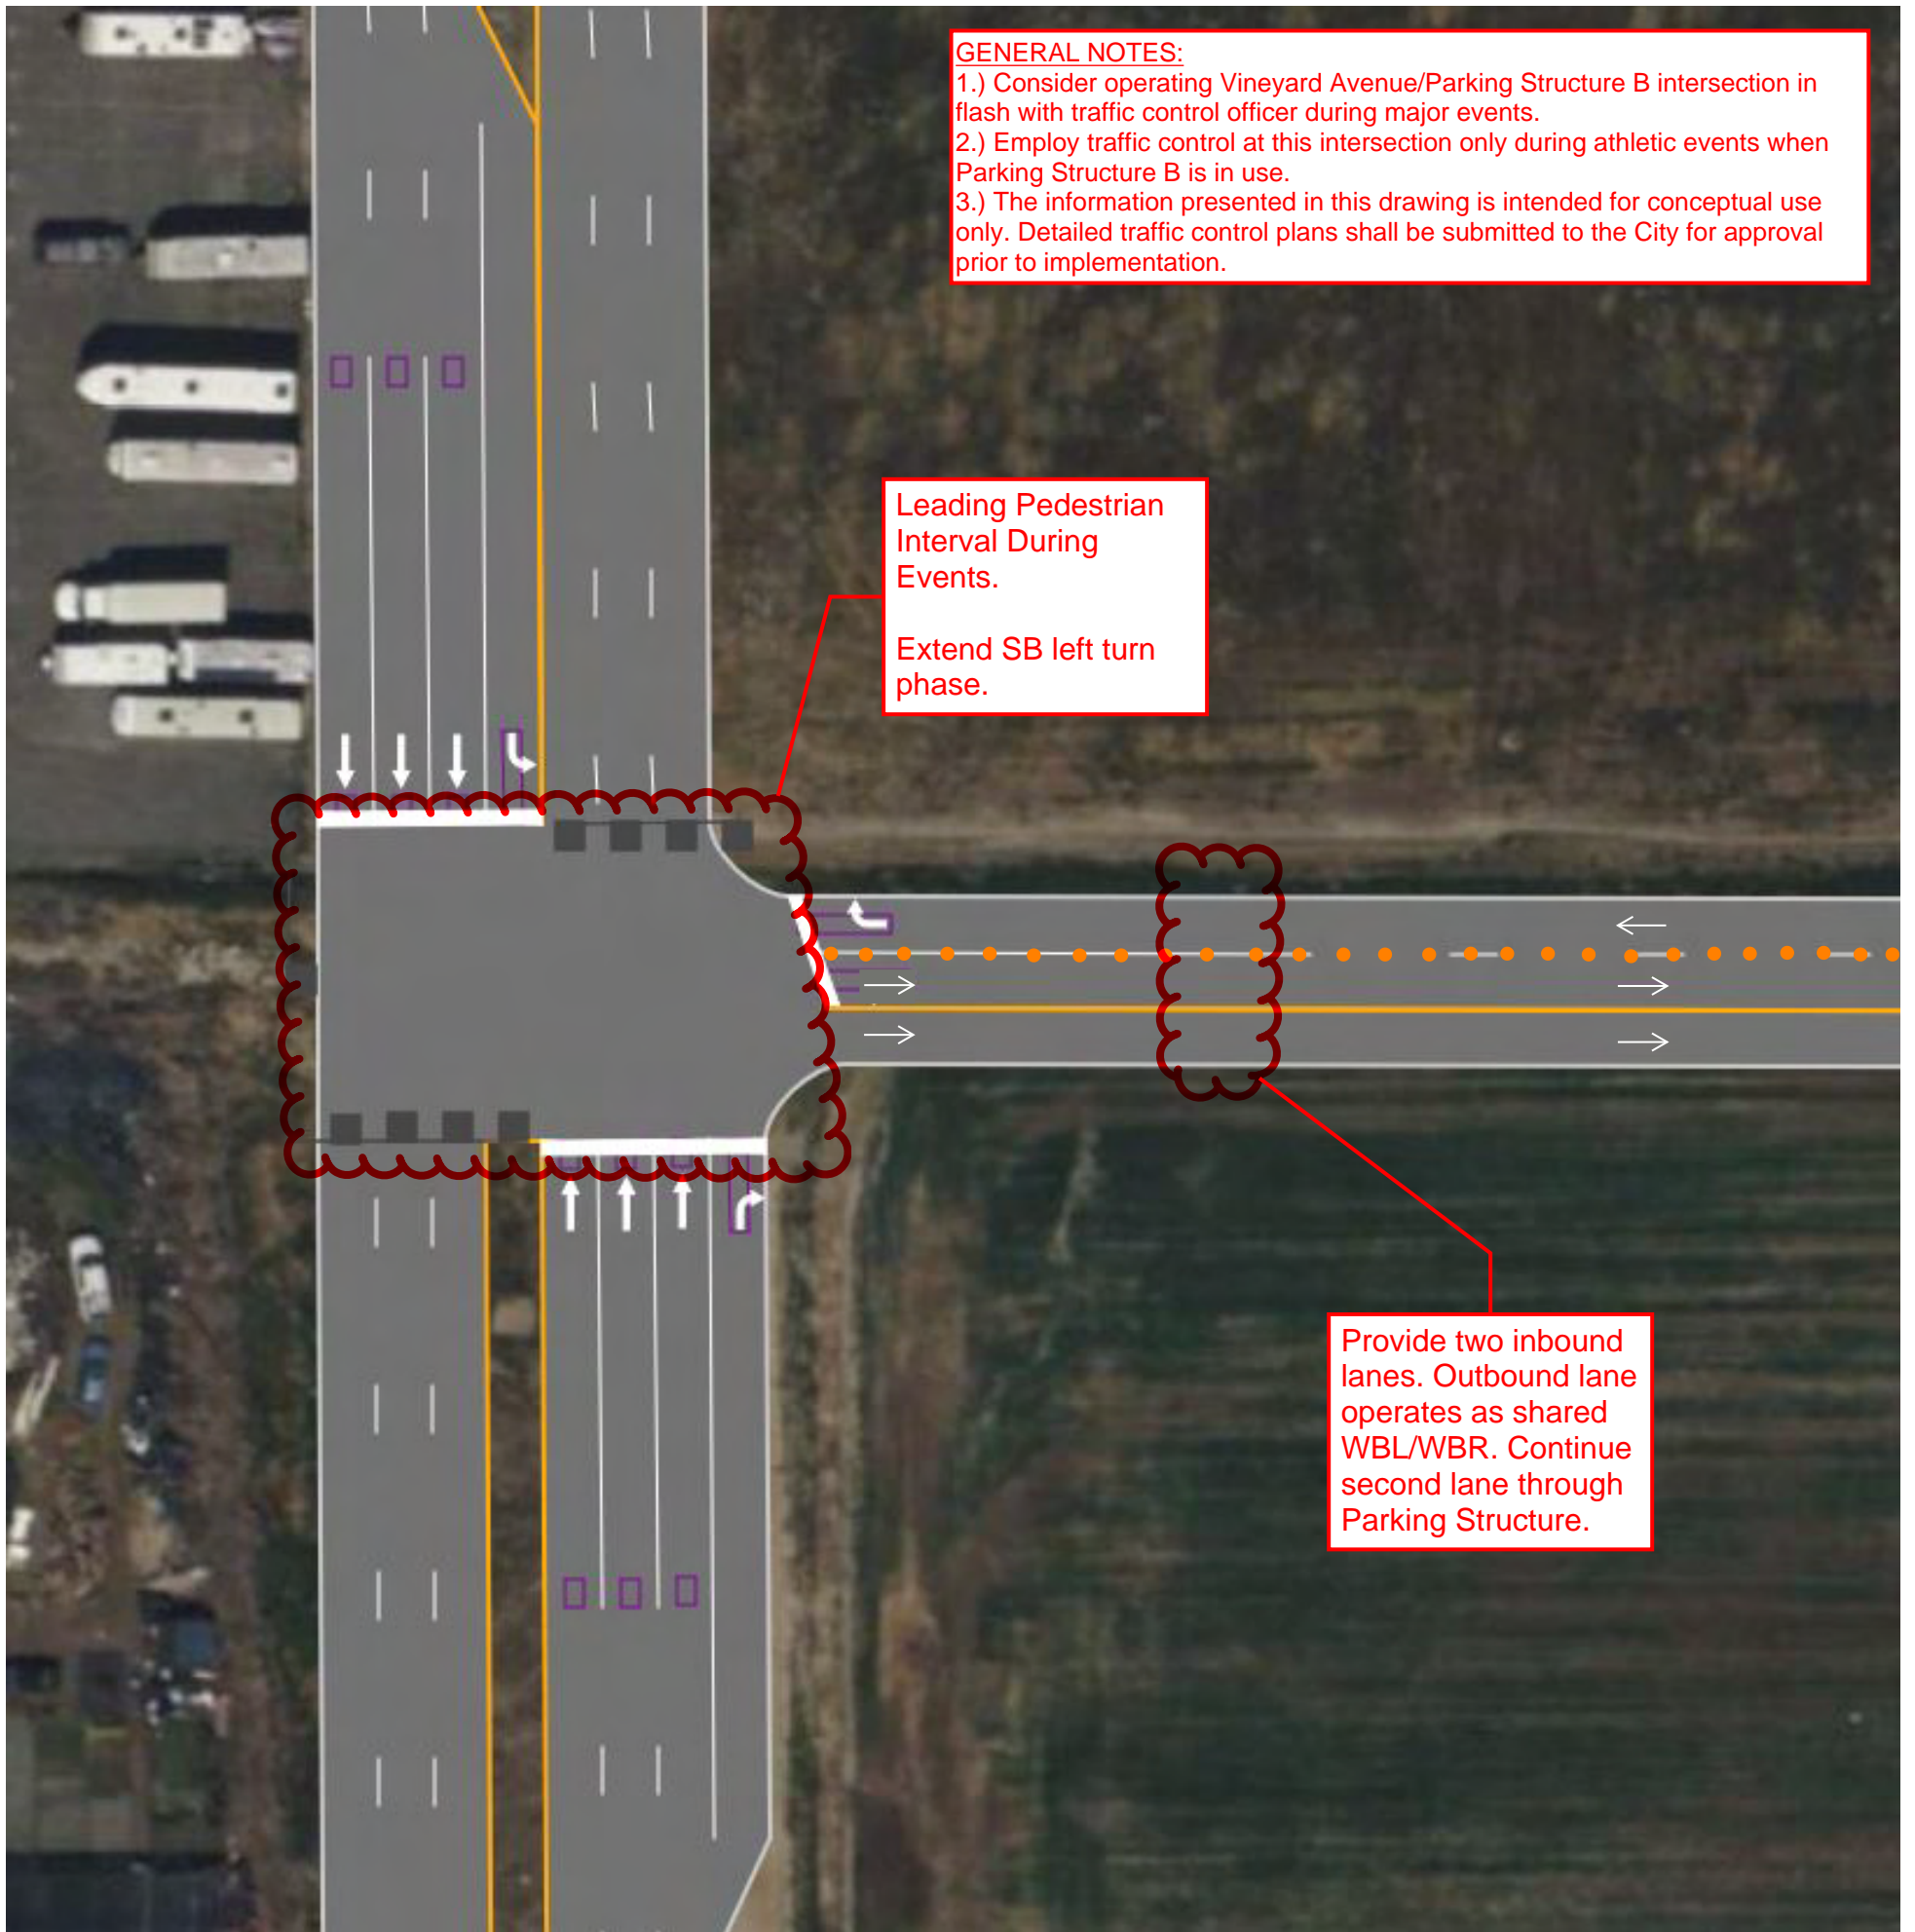 GENERAL NOTES:
1.) Consider operating Vineyard Avenue/Parking Structure B intersection in
flash with traffic control officer during major events.
2.) Employ traffic control at this intersection only during athletic events when
Parking Structure B is in use.
3.) The information presented in this drawing is intended for conceptual use
only. Detailed traffic control plans shall be submitted to the City for approval
prior to implementation.
Leading Pedestrian
Interval During
Events.
Extend SB left turn
phase.
Provide two inbound
lanes. Outbound lane
operates as shared
WBL/WBR. Continue
second lane through
Parking Structure.